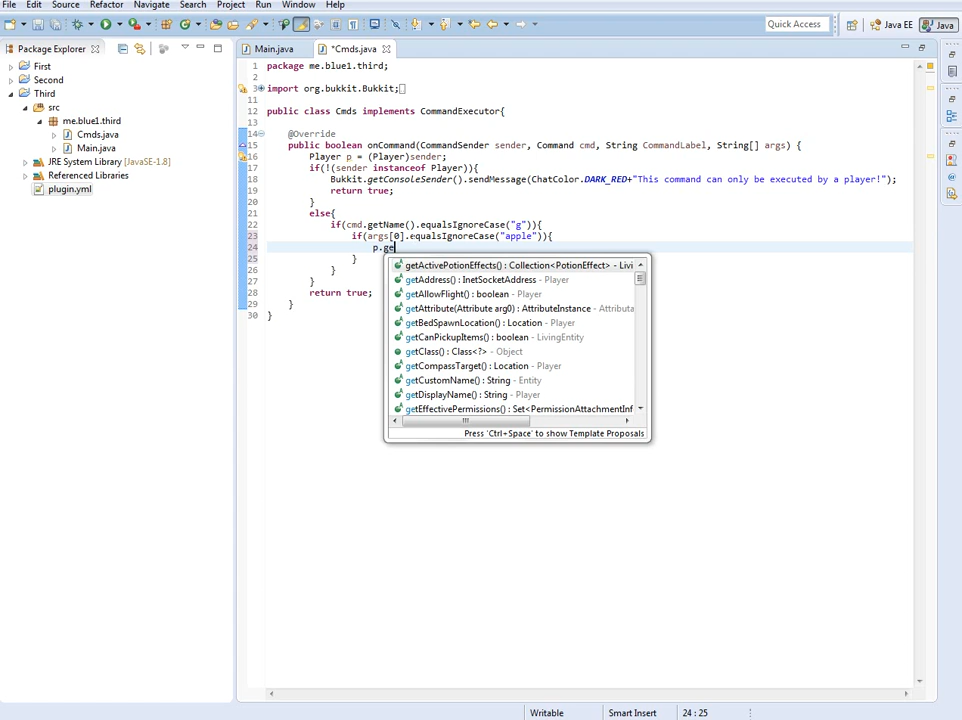 File Edit Source Refactor Navigate Search Project Run Window Help
Quick Access Java EE Java
Package Explorer
First
Second
Third
src
me.blue1.third
Cmds.java
Main.java
JRE System Library [JavaSE-1.8]
Referenced Libraries
plugin.yml
Main.java *Cmds.java
1 package me.blue1.third;
2
3 import org.bukkit.Bukkit;
11
12 public class Cmds implements CommandExecutor{
13
14 @Override
15 public boolean onCommand(CommandSender sender, Command cmd, String CommandLabel, String[] args) {
16 Player p = (Player)sender;
17 if(!(sender instanceof Player)){
18 Bukkit.getConsoleSender().sendMessage(ChatColor.DARK_RED+"This command can only be executed by a player!");
19 return true;
20 }
21 else{
22 if(cmd.getName().equalsIgnoreCase("g")){
23 if(args[0].equalsIgnoreCase("apple")){
24 p.ge
25 }
26 }
27 }
28 return true;
29 }
30 }
getActivePotionEffects() : Collection<PotionEffect> - Livi
getAddress() : InetSocketAddress - Player
getAllowFlight() : boolean - Player
getAttribute(Attribute arg0) : AttributeInstance - Attributa
getBedSpawnLocation() : Location - Player
getCanPickupItems() : boolean - LivingEntity
getClass() : Class<?> - Object
getCompassTarget() : Location - Player
getCustomName() : String - Entity
getDisplayName() : String - Player
getEffectivePermissions() : Set<PermissionAttachmentInf
Press 'Ctrl+Space' to show Template Proposals
Writable Smart Insert 24 : 25